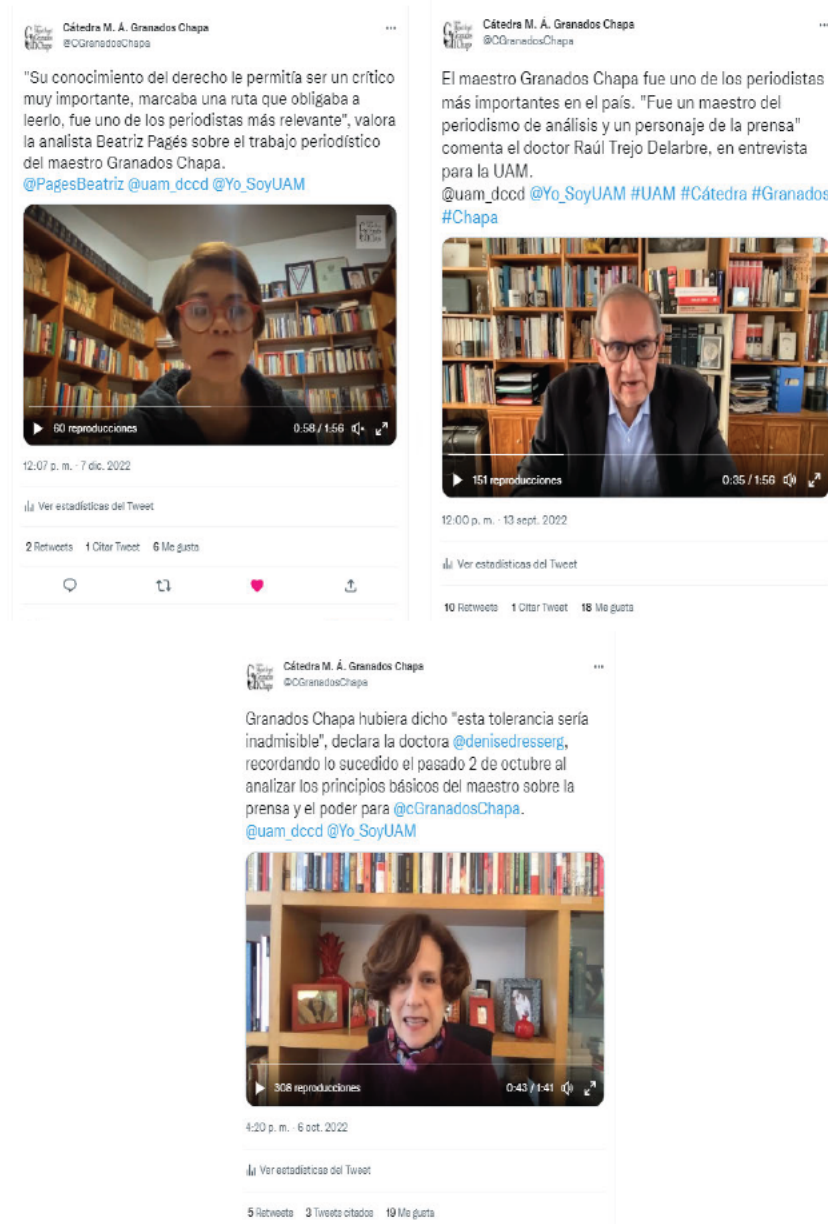 Cátedra M. Á. Granados Chapa
@CGranadosChapa
"Su conocimiento del derecho le permitía ser un crítico
muy importante, marcaba una ruta que obligaba a
leerlo, fue uno de los periodistas más relevante", valora
la analista Beatriz Pagés sobre el trabajo periodístico
del maestro Granados Chapa.
@PagesBeatriz @uam_dccd @Yo_SoyUAM
60 reproducciones
0:58 / 1:56
12:07 p. m. · 7 dic. 2022
Ver estadísticas del Tweet
2 Retweets 1 Citar Tweet 6 Me gusta
Cátedra M. Á. Granados Chapa
@CGranadosChapa
El maestro Granados Chapa fue uno de los periodistas
más importantes en el país. "Fue un maestro del
periodismo de análisis y un personaje de la prensa"
comenta el doctor Raúl Trejo Delarbre, en entrevista
para la UAM.
@uam_dccd @Yo_SoyUAM #UAM #Cátedra #Granados
#Chapa
151 reproducciones
0:35 / 1:56
12:00 p. m. · 13 sept. 2022
Ver estadísticas del Tweet
10 Retweets 1 Citar Tweet 18 Me gusta
Cátedra M. Á. Granados Chapa
@CGranadosChapa
Granados Chapa hubiera dicho "esta tolerancia sería
inadmisible", declara la doctora @denisedresserg,
recordando lo sucedido el pasado 2 de octubre al
analizar los principios básicos del maestro sobre la
prensa y el poder para @cGranadosChapa.
@uam_dccd @Yo_SoyUAM
308 reproducciones
0:43 / 1:41
4:20 p. m. · 6 oct. 2022
Ver estadísticas del Tweet
5 Retweets 3 Tweets citados 19 Me gusta